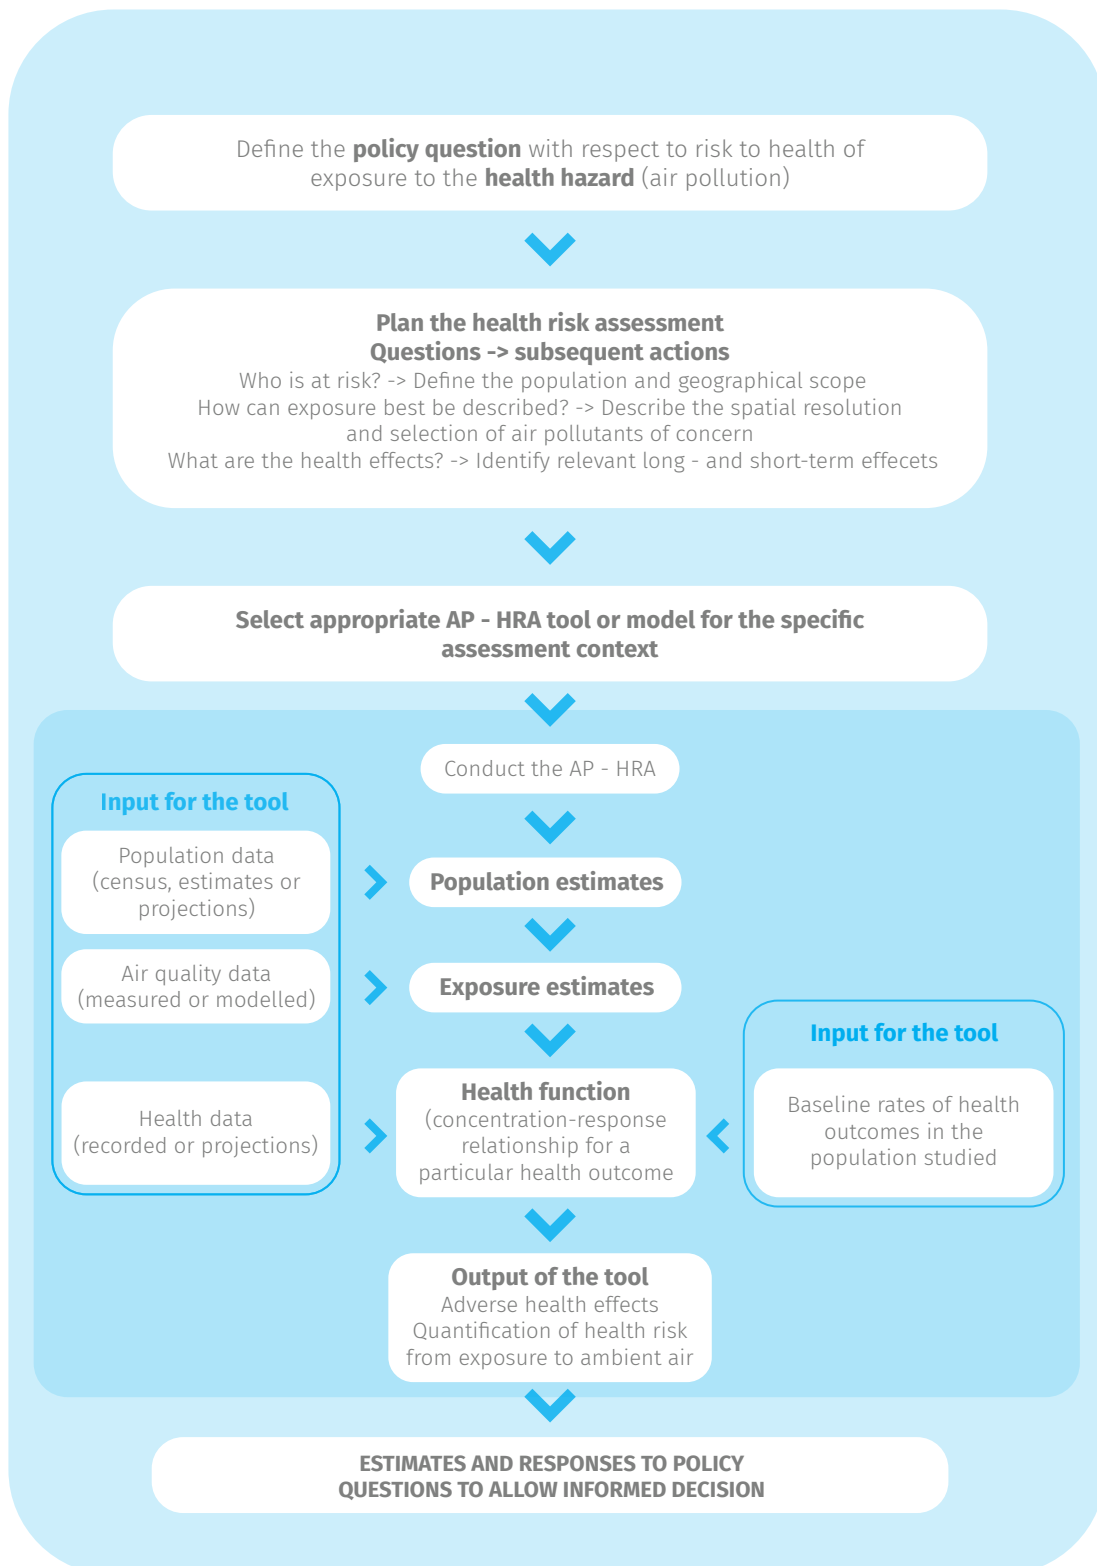 Define the policy question with respect to risk to health of
exposure to the health hazard (air pollution)
Plan the health risk assessment
Questions -> subsequent actions
Who is at risk? -> Define the population and geographical scope
How can exposure best be described? -> Describe the spatial resolution
and selection of air pollutants of concern
What are the health effects? -> Identify relevant long - and short-term effecets
Select appropriate AP - HRA tool or model for the specific
assessment context
Conduct the AP - HRA
Input for the tool
Population data
(census, estimates or
projections)
Population estimates
Air quality data
(measured or modelled)
Exposure estimates
Health data
(recorded or projections)
Health function
(concentration-response
relationship for a
particular health outcome
Input for the tool
Baseline rates of health
outcomes in the
population studied
Output of the tool
Adverse health effects
Quantification of health risk
from exposure to ambient air
ESTIMATES AND RESPONSES TO POLICY
QUESTIONS TO ALLOW INFORMED DECISION